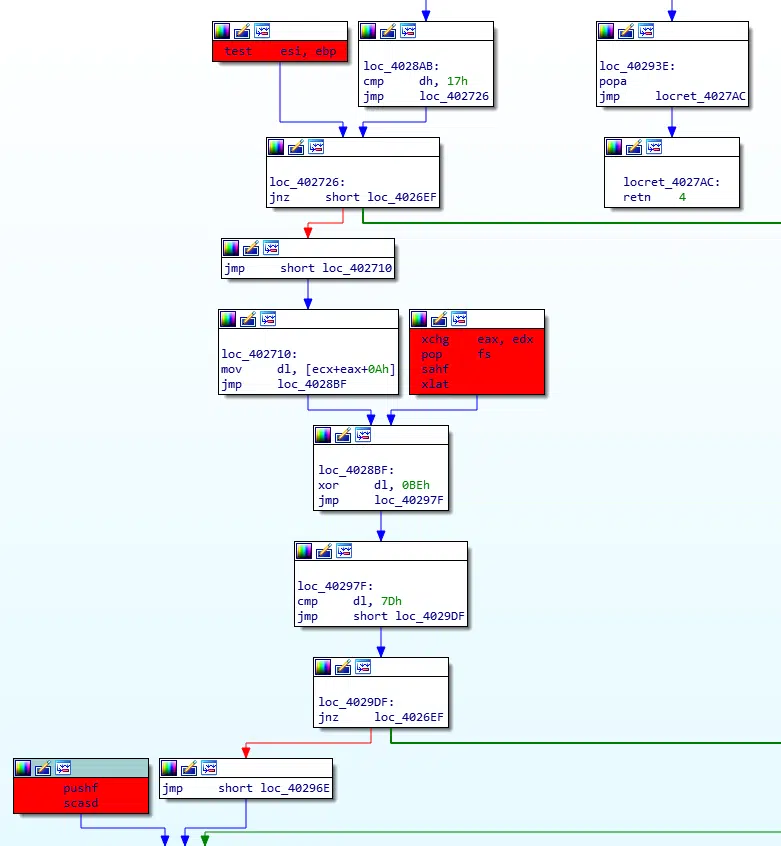 test    esi, ebp
loc_4028AB:
cmp     dh, 17h
jmp     loc_402726
loc_40293E:
popa
jmp     locret_4027AC
loc_402726:
jnz     short loc_4026EF
locret_4027AC:
retn    4
jmp     short loc_402710
loc_402710:
mov     dl, [ecx+eax+0Ah]
jmp     loc_4028BF
xchg    eax, edx
pop     fs
sahf
xlat
loc_4028BF:
xor     dl, 0BEh
jmp     loc_40297F
loc_40297F:
cmp     dl, 7Dh
jmp     short loc_4029DF
loc_4029DF:
jnz     loc_4026EF
pushf
scasd
jmp     short loc_40296E